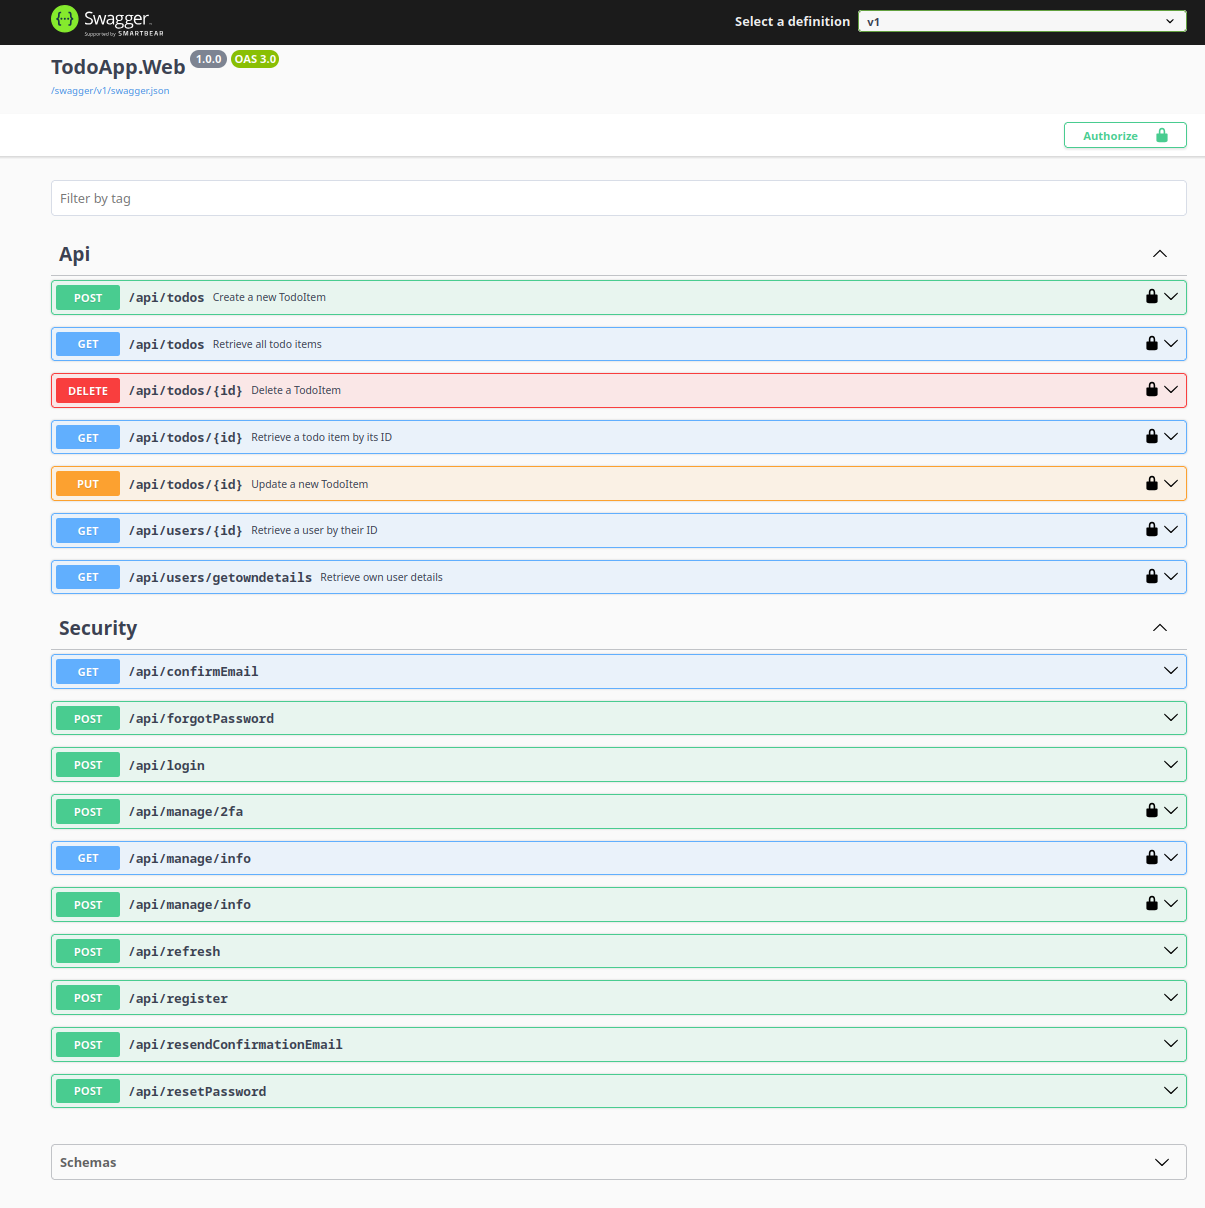 Swagger
Supported by SMARTBEAR
Select a definition
v1
TodoApp.Web 1.0.0 OAS 3.0
/swagger/v1/swagger.json
Authorize
Filter by tag
Api
POST /api/todos Create a new TodoItem
GET /api/todos Retrieve all todo items
DELETE /api/todos/{id} Delete a TodoItem
GET /api/todos/{id} Retrieve a todo item by its ID
PUT /api/todos/{id} Update a new TodoItem
GET /api/users/{id} Retrieve a user by their ID
GET /api/users/getowndetails Retrieve own user details
Security
GET /api/confirmEmail
POST /api/forgotPassword
POST /api/login
POST /api/manage/2fa
GET /api/manage/info
POST /api/manage/info
POST /api/refresh
POST /api/register
POST /api/resendConfirmationEmail
POST /api/resetPassword
Schemas